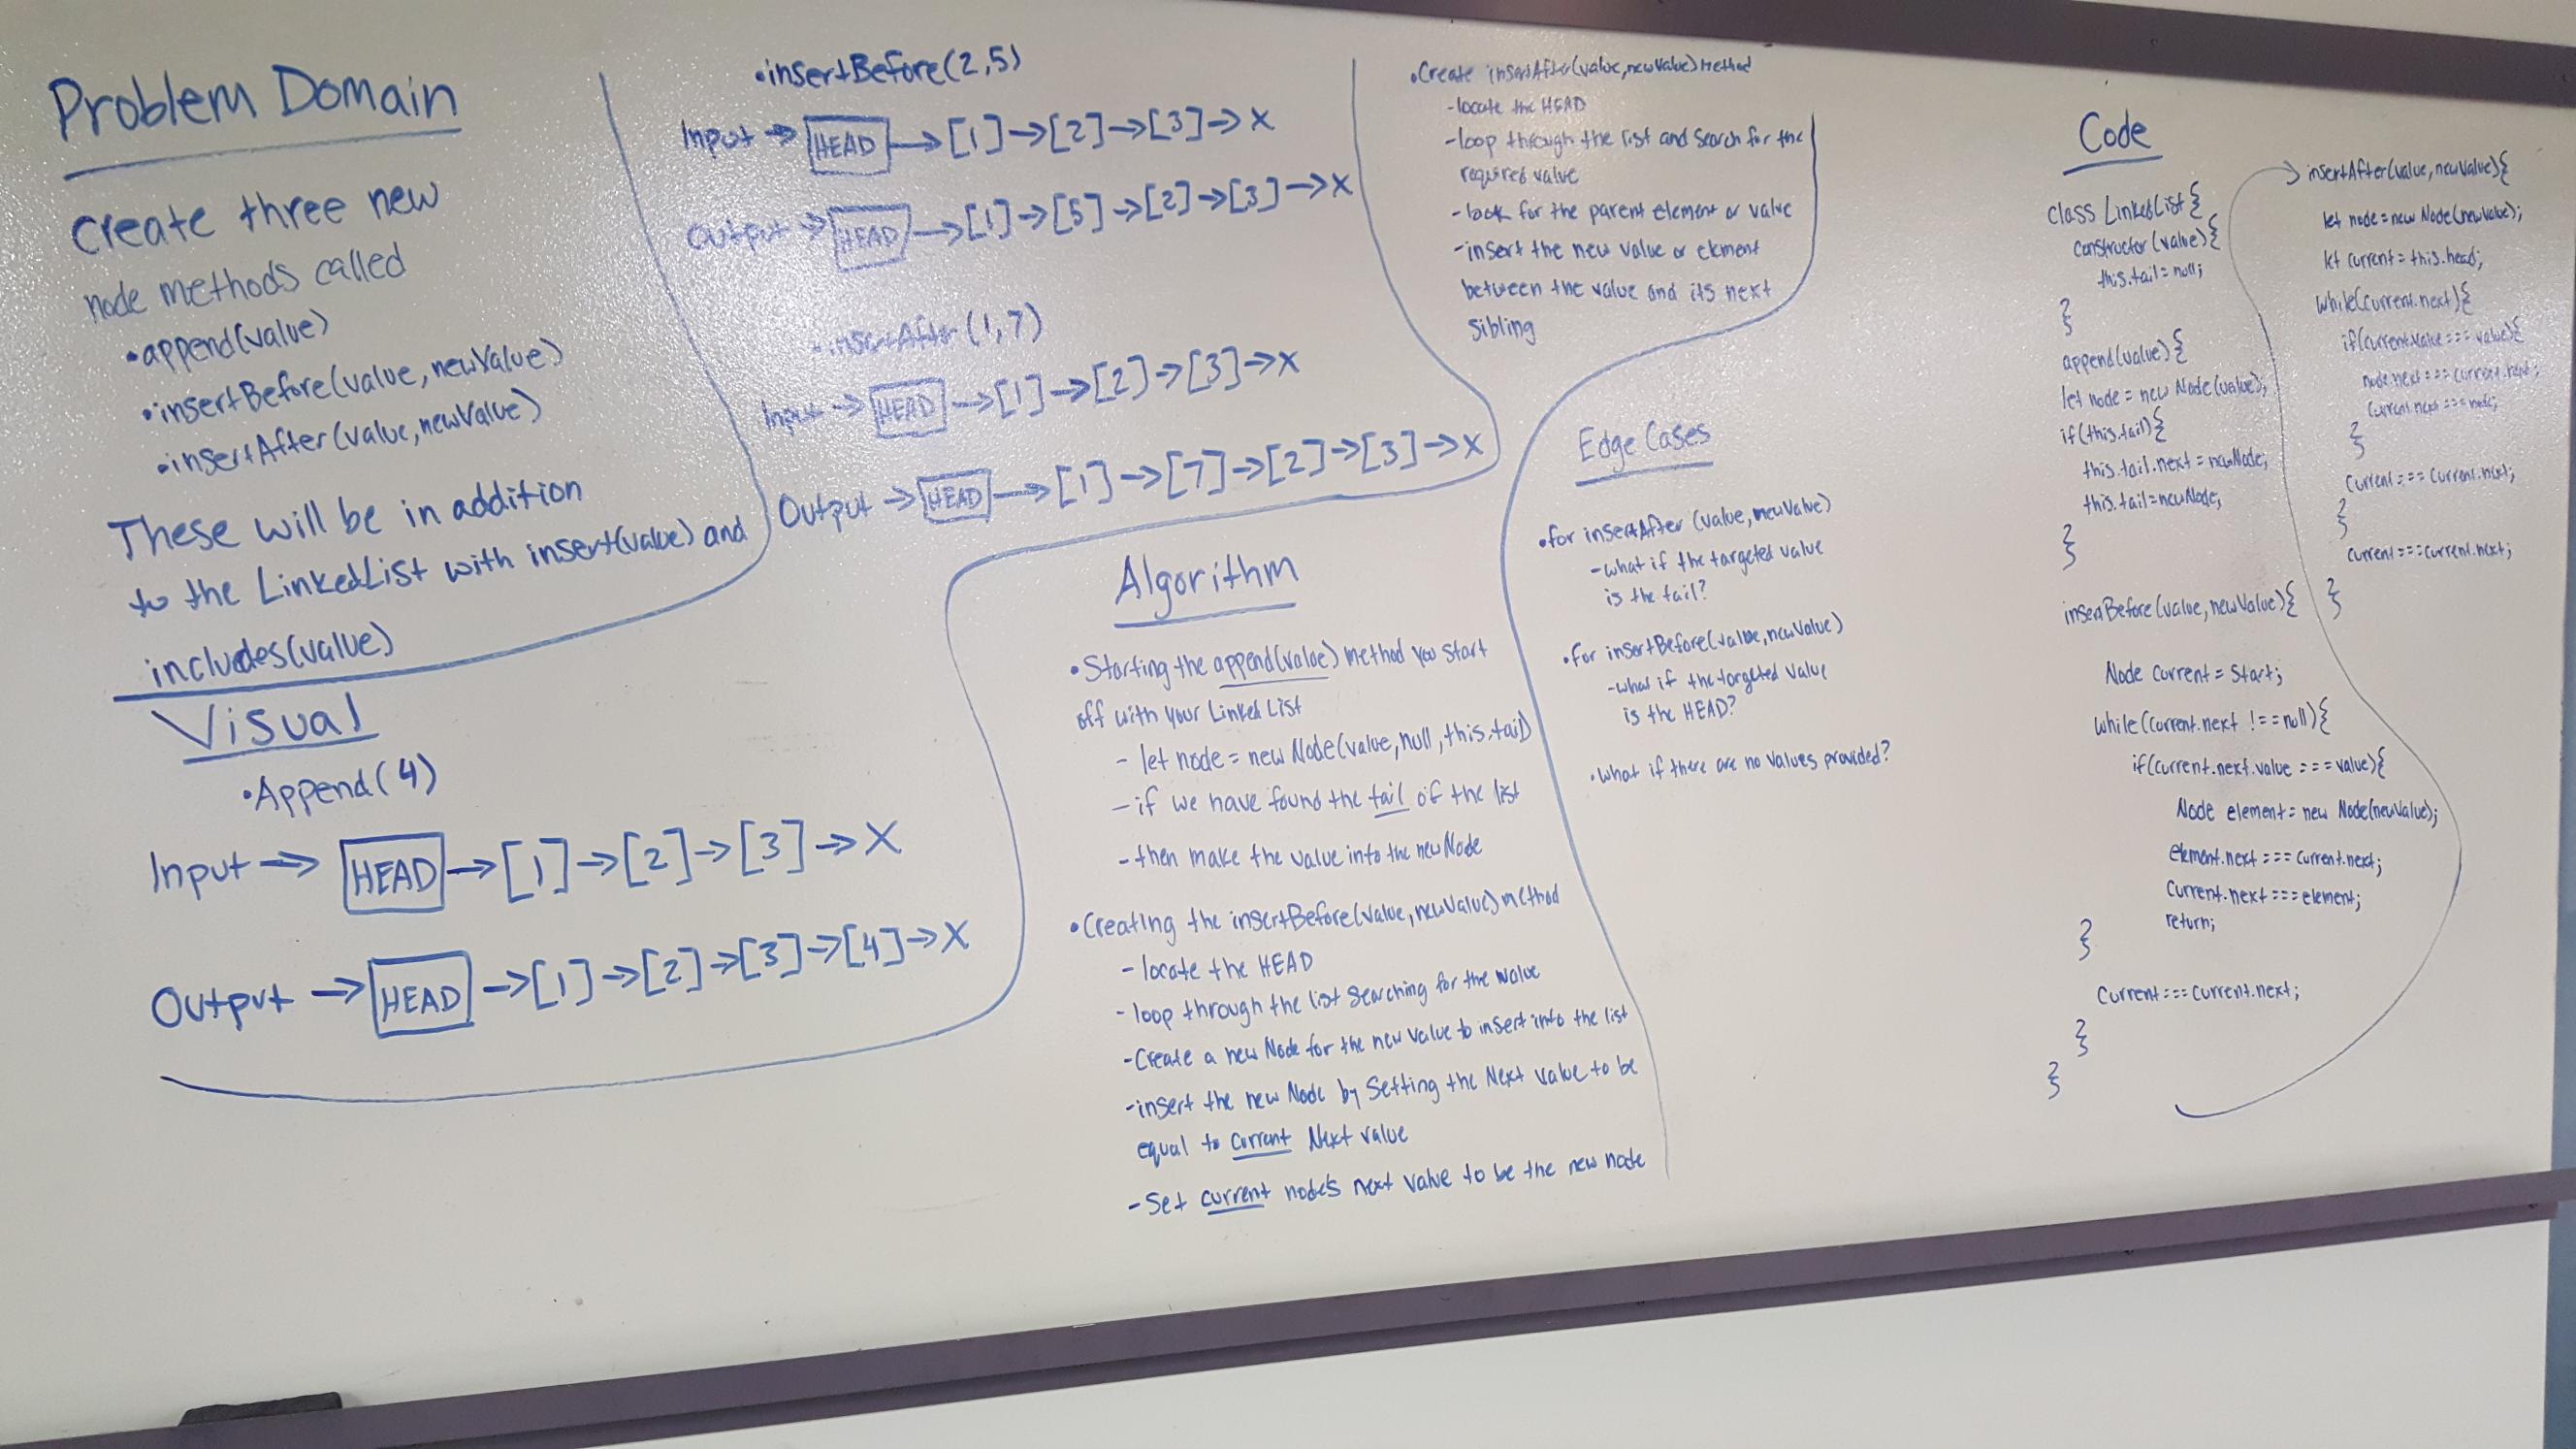 Problem Domain
Create three new
node methods called
•append(value)
•insertBefore(value, newValue)
•insertAfter(value, newValue)
These will be in addition
to the LinkedList with insert(value) and
includes(value)
Visual
•Append(4)
Input → HEAD → [1] → [2] → [3] → X
Output → HEAD → [1] → [2] → [3] → [4] → X
•insertBefore(2,5)
Input → HEAD → [1] → [2] → [3] → X
Output → HEAD → [1] → [5] → [2] → [3] → X
•insertAfter(1,7)
Input → HEAD → [1] → [2] → [3] → X
Output → HEAD → [1] → [7] → [2] → [3] → X
Algorithm
•Starting the append(value) method you start
off with your Linked List
- let node = new Node(value, null, this.tail)
- if we have found the tail of the list
- then make the value into the newNode
•Creating the insertBefore(value, newValue) method
- locate the HEAD
- loop through the list searching for the value
- Create a new Node for the new value to insert into the list
- insert the new Node by setting the Next value to be
equal to current Next value
- Set current node's next value to be the new node
•Create insertAfter(value, newValue) method
- locate the HEAD
- loop through the list and search for the
required value
- look for the parent element or value
- insert the new value or element
between the value and its next
sibling
Edge Cases
•for insertAfter (value, newValue)
- what if the targeted value
is the tail?
•for insertBefore(value, newValue)
- what if the targeted value
is the HEAD?
•what if there are no values provided?
Code
class LinkedList {
constructor (value) {
this.tail = null;
}
append(value) {
let node = new Node(value);
if(this.tail) {
this.tail.next = newNode;
this.tail = newNode;
}
insertBefore(value, newValue) {
Node current = Start;
while(current.next !== null) {
if(current.next.value === value) {
Node element = new Node(newValue);
element.next === current.next;
current.next === element;
return;
}
Current === current.next;
}
}
insertAfter(value, newValue) {
let node = new Node(newValue);
let current = this.head;
while(current.next) {
if(current.value === value) {
node.next === current.next;
current.next === node;
}
current === current.next;
}
current === current.next;
}